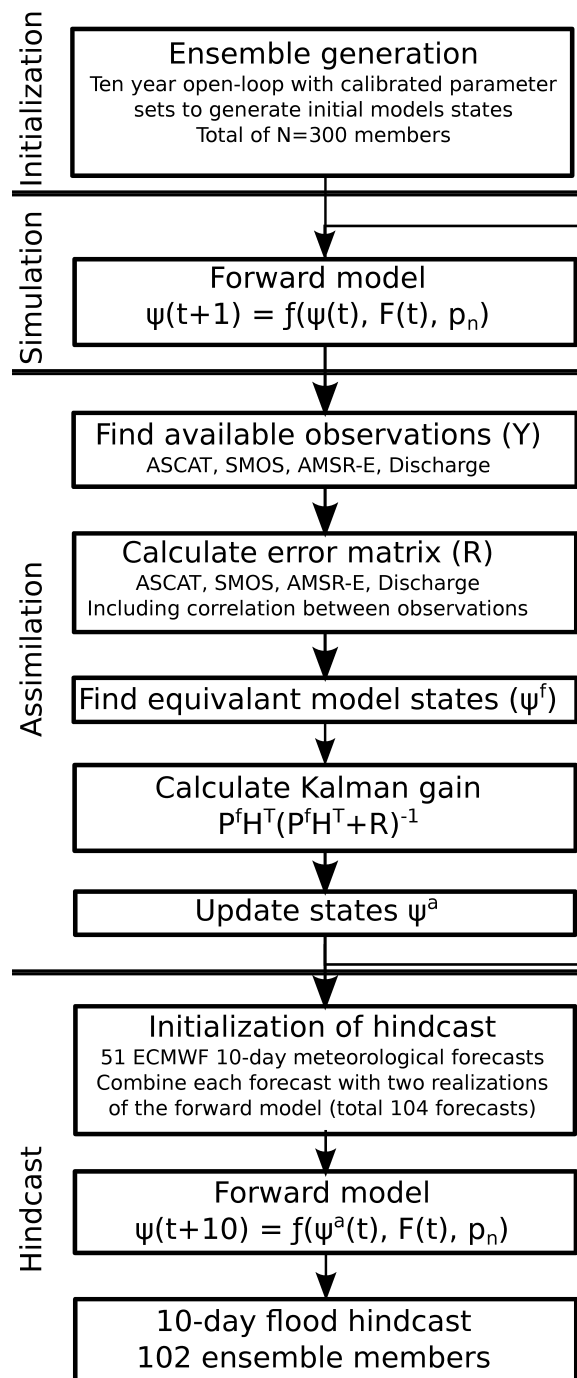 Initialization
Ensemble generation
Ten year open-loop with calibrated parameter
sets to generate initial models states
Total of N=300 members
Simulation
Forward model
ψ(t+1) = ƒ(ψ(t), F(t), pₙ)
Assimilation
Find available observations (Y)
ASCAT, SMOS, AMSR-E, Discharge
Calculate error matrix (R)
ASCAT, SMOS, AMSR-E, Discharge
Including correlation between observations
Find equivalant model states (ψᶠ)
Calculate Kalman gain
PᶠHᵀ(PᶠHᵀ+R)⁻¹
Update states ψᵃ
Hindcast
Initialization of hindcast
51 ECMWF 10-day meteorological forecasts
Combine each forecast with two realizations
of the forward model (total 104 forecasts)
Forward model
ψ(t+10) = ƒ(ψᵃ(t), F(t), pₙ)
10-day flood hindcast
102 ensemble members